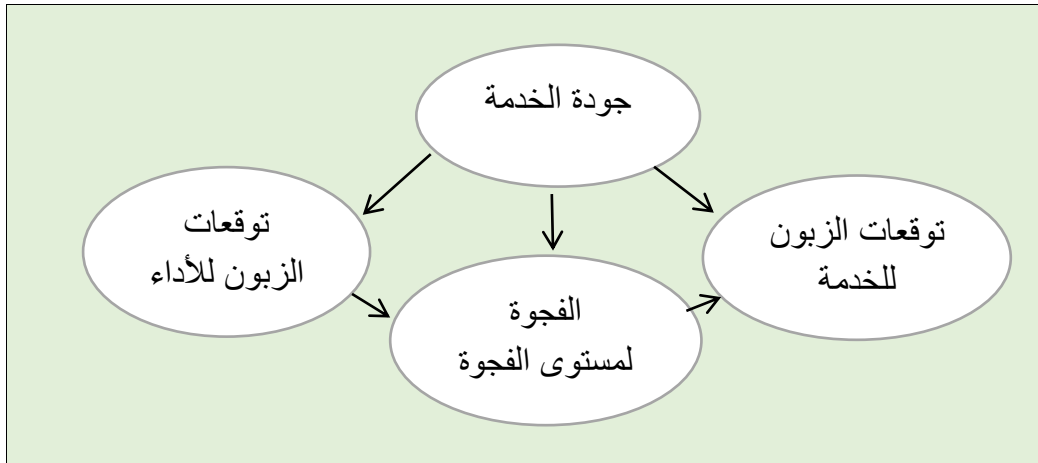 جودة الخدمة
توقعات الزبون
للخدمة
توقعات
الزبون للأداء
الفجوة
لمستوى الفجوة